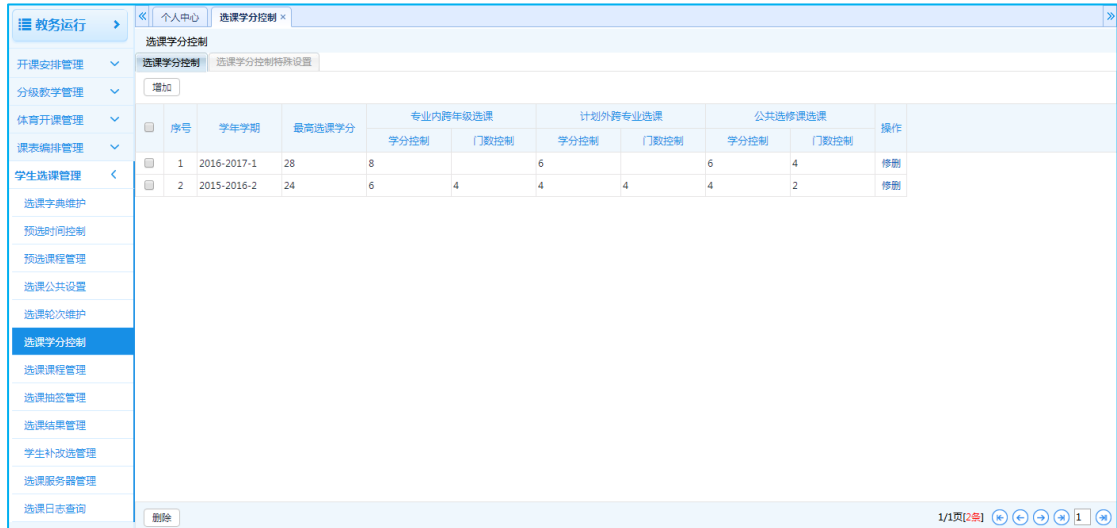 教务运行
开课安排管理
分级教学管理
体育开课管理
课表编排管理
学生选课管理
选课字典维护
预选时间控制
预选课程管理
选课公共设置
选课轮次维护
选课学分控制
选课课程管理
选课抽签管理
选课结果管理
学生补改选管理
选课服务器管理
选课日志查询
个人中心 选课学分控制 ×
选课学分控制
选课学分控制 选课学分控制特殊设置
增加
序号 学年学期 最高选课学分 专业内跨年级选课 计划外跨专业选课 公共选修课选课 操作
学分控制 门数控制 学分控制 门数控制 学分控制 门数控制
1 2016-2017-1 28 8 6 6 4 修删
2 2015-2016-2 24 6 4 4 4 4 2 修删
删除 1/1页[2条] 1